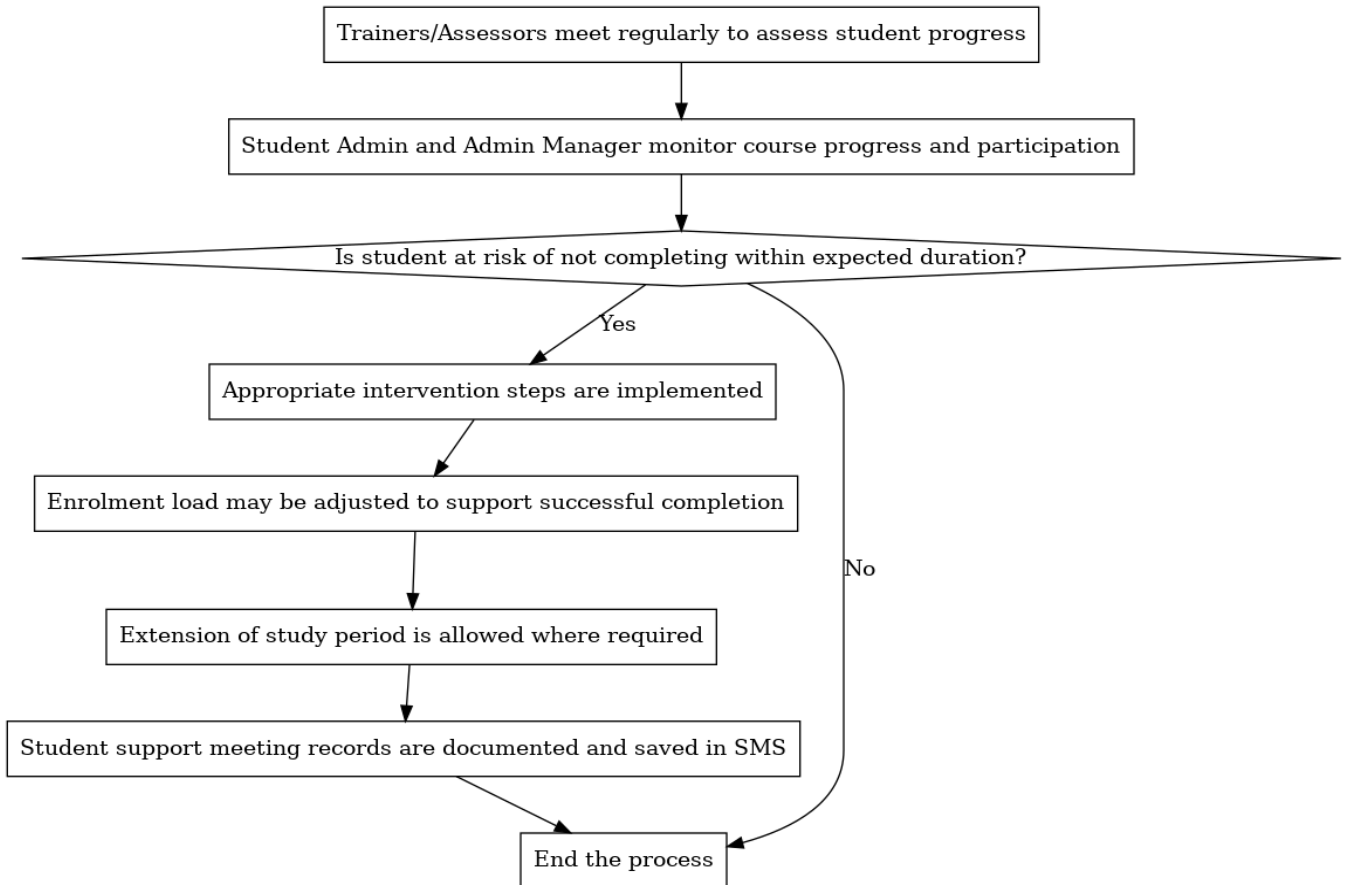 Trainers/Assessors meet regularly to assess student progress
Student Admin and Admin Manager monitor course progress and participation
Is student at risk of not completing within expected duration?
Yes
Appropriate intervention steps are implemented
Enrolment load may be adjusted to support successful completion
No
Extension of study period is allowed where required
Student support meeting records are documented and saved in SMS
End the process